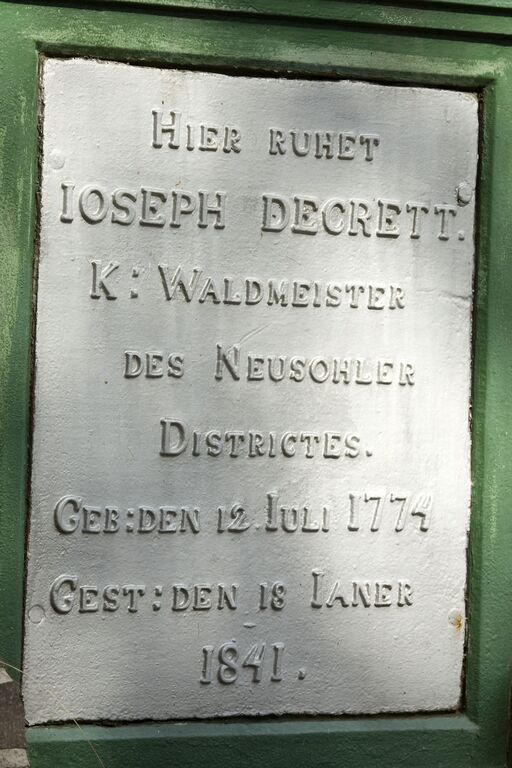 HIER RUHET
IOSEPH DECRETT.
K: WALDMEISTER
DES NEUSOHLER
DISTRICTES.
GEB:DEN 12. IULI 1774
GEST:DEN 18 IANER
1841.